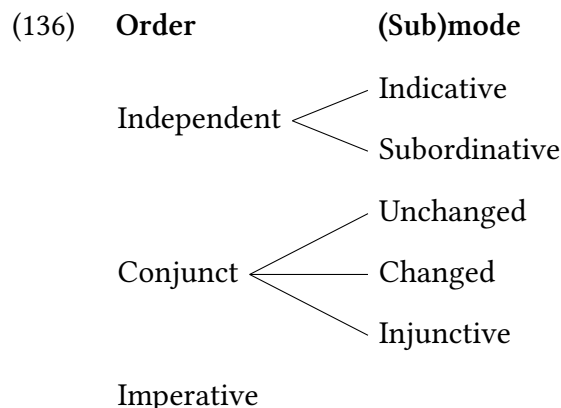 (136) Order (Sub)mode
Indicative
Independent
Subordinative
Unchanged
Conjunct Changed
Injunctive
Imperative